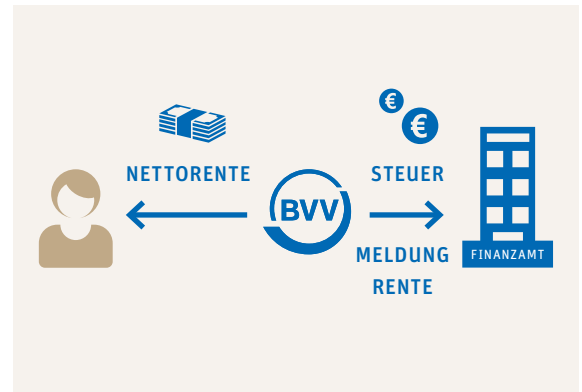 €
€
NETTORENTE
STEUER
BVV
MELDUNG
RENTE
FINANZAMT